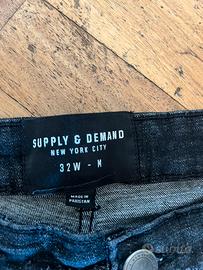 SUPPLY & DEMAND
NEW YORK CITY
32W - M
MADE IN
PAKISTAN
subito